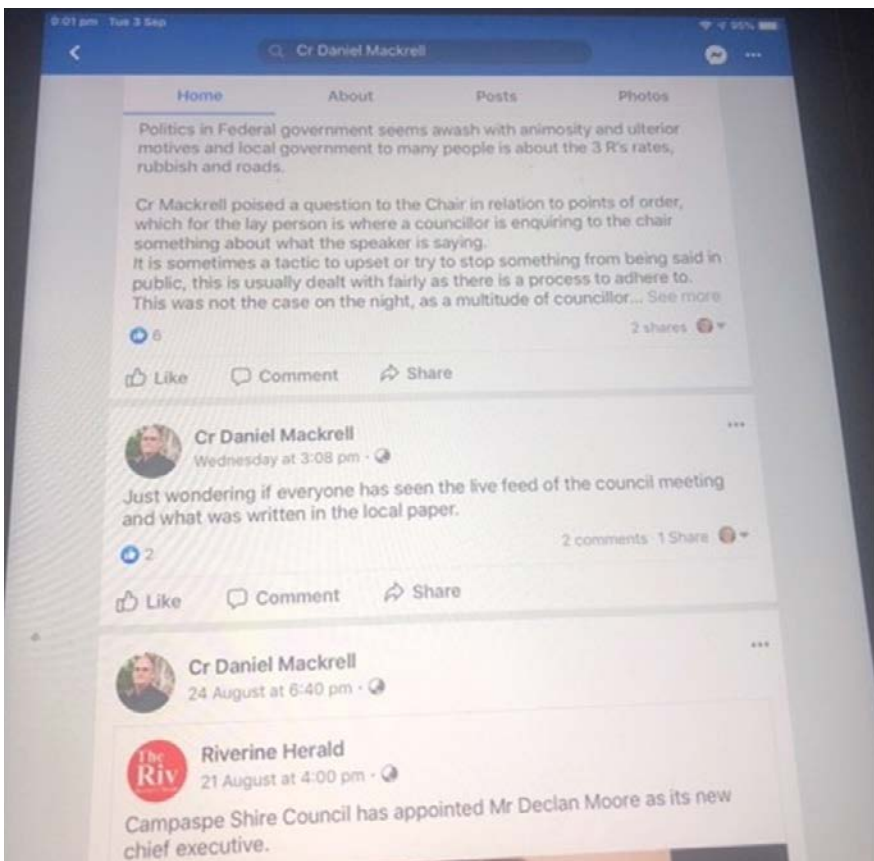 9:01 pm Tue 3 Sep 95%
Cr Daniel Mackrell
Home About Posts Photos
Politics in Federal government seems awash with animosity and ulterior
motives and local government to many people is about the 3 R's rates,
rubbish and roads.
Cr Mackrell poised a question to the Chair in relation to points of order,
which for the lay person is where a councillor is enquiring to the chair
something about what the speaker is saying.
It is sometimes a tactic to upset or try to stop something from being said in
public, this is usually dealt with fairly as there is a process to adhere to.
This was not the case on the night, as a multitude of councillor... See more
6 2 shares
Like Comment Share
Cr Daniel Mackrell
Wednesday at 3:08 pm ·
Just wondering if everyone has seen the live feed of the council meeting
and what was written in the local paper.
2 2 comments 1 Share
Like Comment Share
Cr Daniel Mackrell
24 August at 6:40 pm ·
The
Riv
Riverine Herald
21 August at 4:00 pm ·
Campaspe Shire Council has appointed Mr Declan Moore as its new
chief executive.